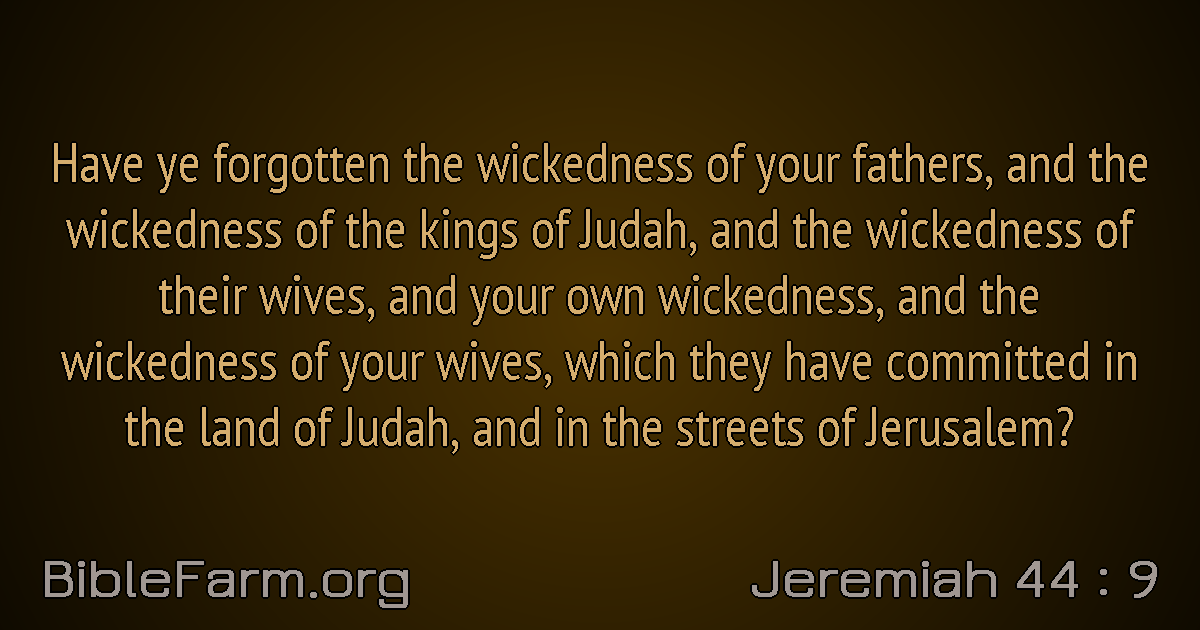 Have ye forgotten the wickedness of your fathers, and the
wickedness of the kings of Judah, and the wickedness of
their wives, and your own wickedness, and the
wickedness of your wives, which they have committed in
the land of Judah, and in the streets of Jerusalem?
BibleFarm.org
Jeremiah 44 : 9